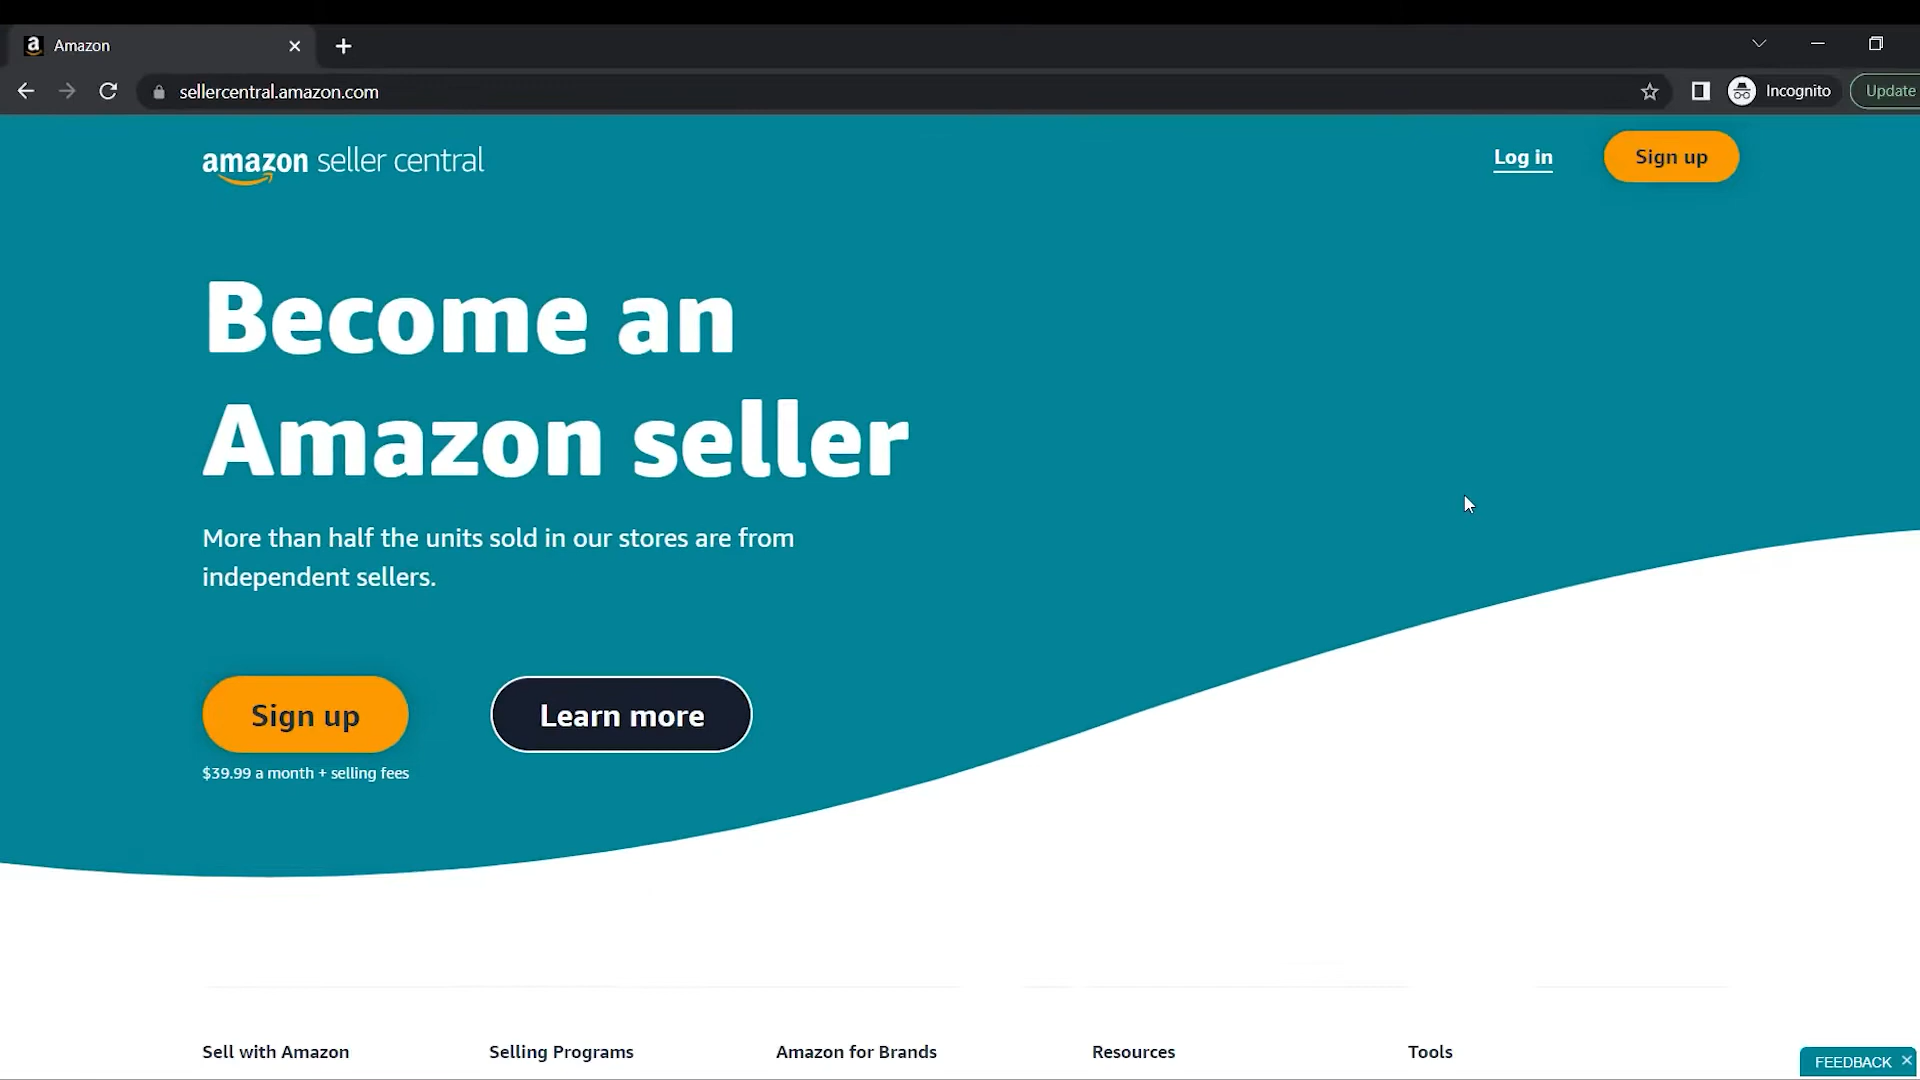 Amazon
sellercentral.amazon.com
Incognito
Update
amazon seller central
Log in
Sign up
Become an
Amazon seller
More than half the units sold in our stores are from
independent sellers.
Sign up
Learn more
$39.99 a month + selling fees
Sell with Amazon
Selling Programs
Amazon for Brands
Resources
Tools
FEEDBACK